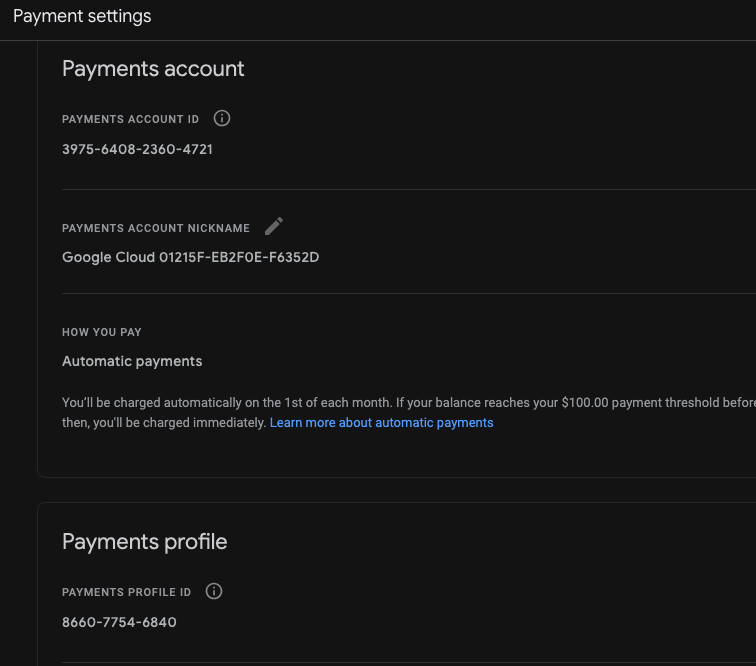 Payment settings
Payments account
PAYMENTS ACCOUNT ID
3975-6408-2360-4721
PAYMENTS ACCOUNT NICKNAME
Google Cloud 01215F-EB2F0E-F6352D
HOW YOU PAY
Automatic payments
You'll be charged automatically on the 1st of each month. If your balance reaches your $100.00 payment threshold before
then, you'll be charged immediately. Learn more about automatic payments
Payments profile
PAYMENTS PROFILE ID
8660-7754-6840